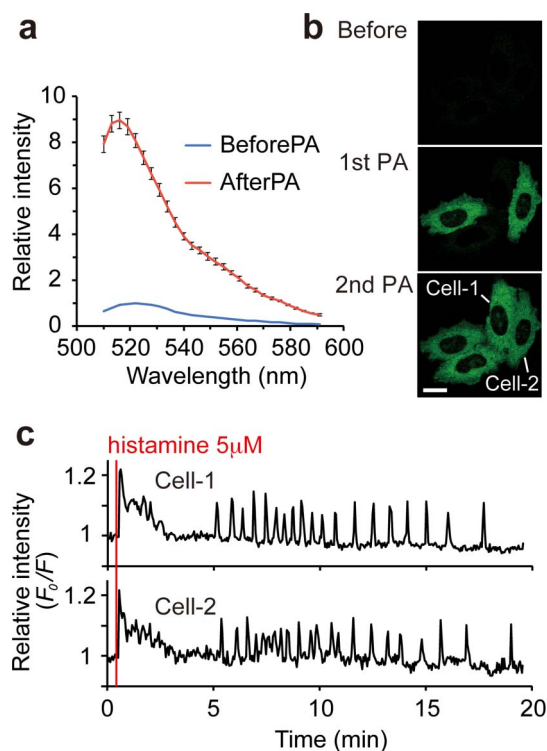 a
10
8
6
4
2
0
500 520 540 560 580 600
Relative intensity
Wavelength (nm)
BeforePA
AfterPA
b
Before
1st PA
2nd PA
Cell-1
Cell-2
c
histamine 5μM
1.2
1
Cell-1
1.2
1
Cell-2
Relative intensity
(F₀/F)
0 5 10 15 20
Time (min)